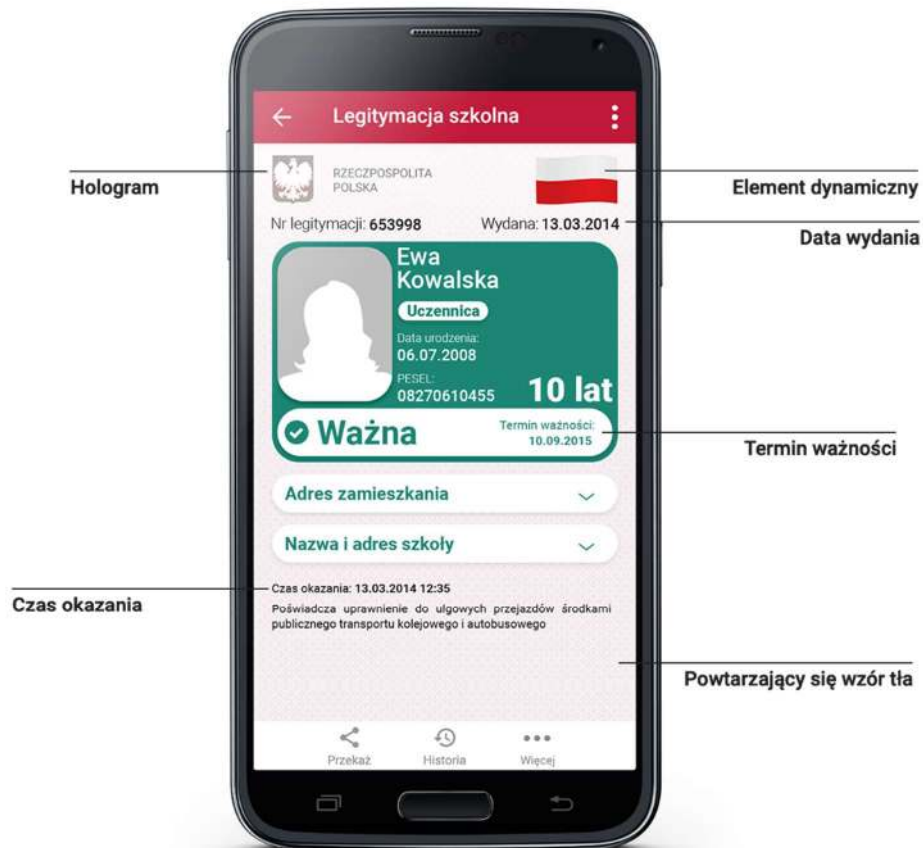 Legitymacja szkolna
Hologram
RZECZPOSPOLITA
POLSKA
Element dynamiczny
Nr legitymacji: 653998
Wydana: 13.03.2014
Data wydania
Ewa
Kowalska
Uczennica
Data urodzenia:
06.07.2008
PESEL:
08270610455
10 lat
Ważna
Termin ważności:
10.09.2015
Termin ważności
Adres zamieszkania
Nazwa i adres szkoły
Czas okazania: 13.03.2014 12:35
Czas okazania
Poświadcza uprawnienie do ulgowych przejazdów środkami
publicznego transportu kolejowego i autobusowego
Powtarzający się wzór tła
Przekaż
Historia
Więcej